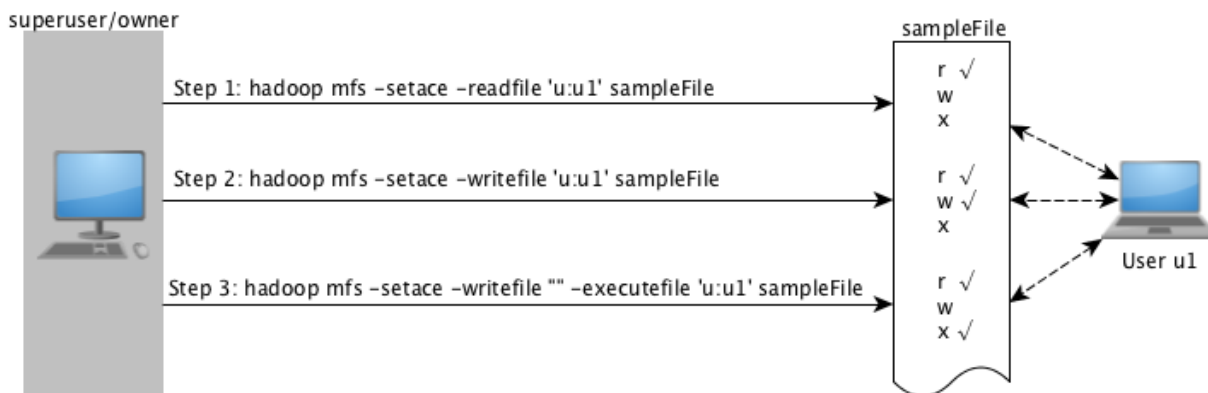 superuser/owner
sampleFile
Step 1: hadoop mfs -setace -readfile 'u:u1' sampleFile
r √
w
x
Step 2: hadoop mfs -setace -writefile 'u:u1' sampleFile
r √
w √
x
User u1
Step 3: hadoop mfs -setace -writefile "" -executefile 'u:u1' sampleFile
r √
w
x √